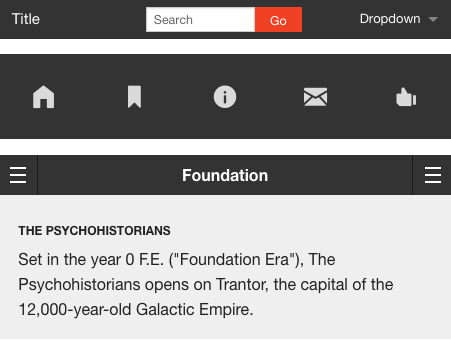 Title
Search
Go
Dropdown
Foundation
THE PSYCHOHISTORIANS
Set in the year 0 F.E. ("Foundation Era"), The
Psychohistorians opens on Trantor, the capital of the
12,000-year-old Galactic Empire.